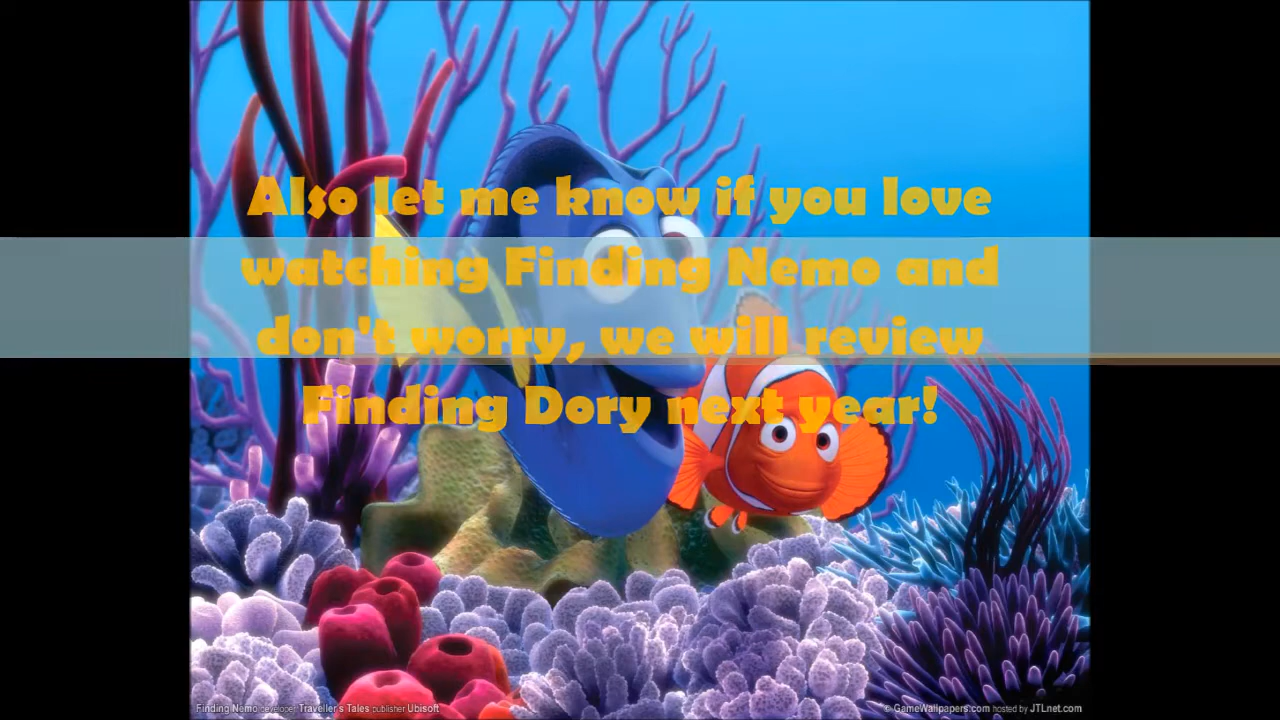 Also let me know if you love
watching Finding Nemo and
don't worry, we will review
Finding Dory next year!
Finding Nemo developer Traveller's Tales publisher Ubisoft
© GameWallpapers.com hosted by JTLnet.com